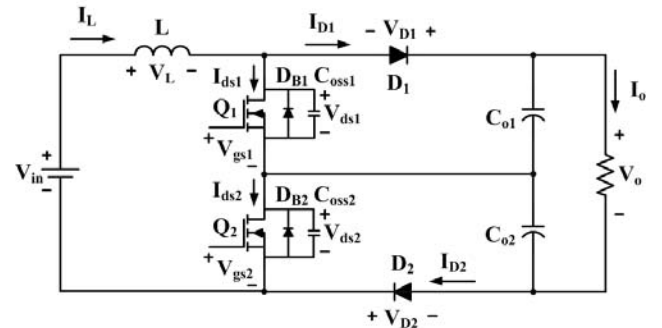 I_L L I_D1 − V_D1 +
+ V_L − D_1
I_ds1 D_B1 C_oss1 I_o
Q_1 + V_ds1 − C_o1
+ V_gs1 −
+ V_in − + V_o −
I_ds2 D_B2 C_oss2
Q_2 + V_ds2 − C_o2
+ V_gs2 − D_2 I_D2
+ V_D2 −